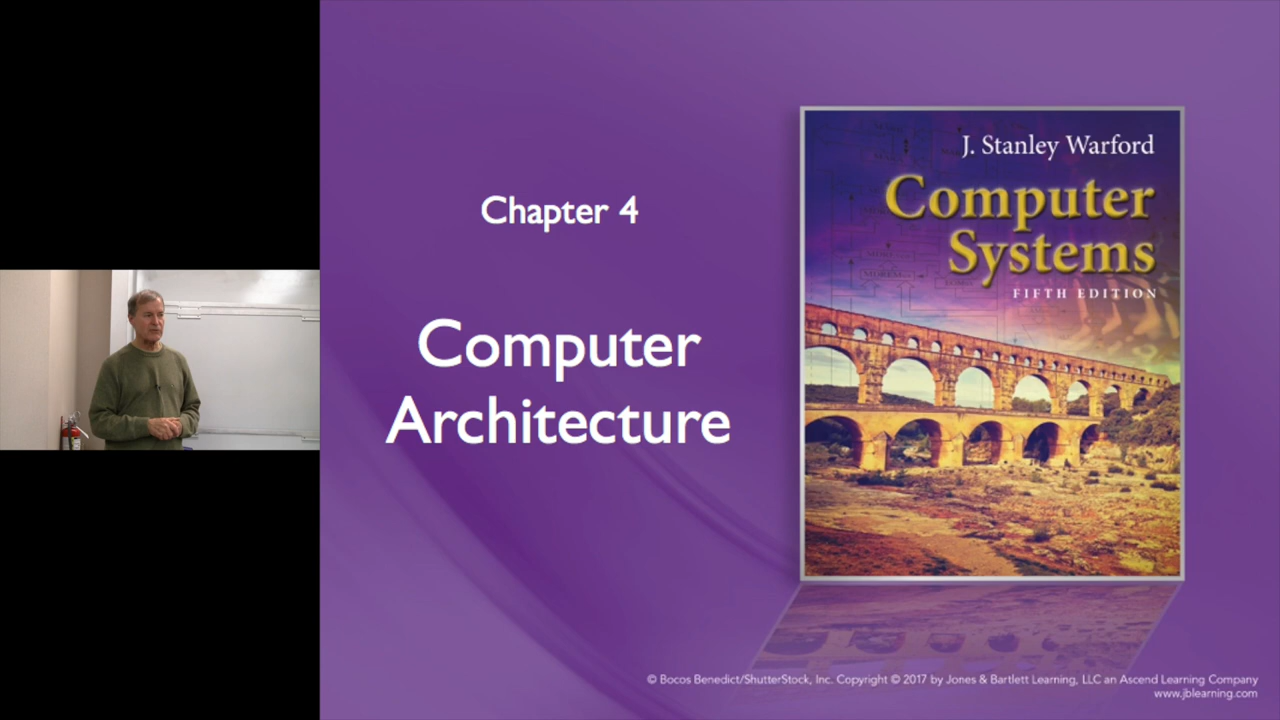 Chapter 4
Computer
Architecture
J. Stanley Warford
Computer
Systems
FIFTH EDITION
© Bocos Benedict/ShutterStock, Inc. Copyright © 2017 by Jones & Bartlett Learning, LLC an Ascend Learning Company
www.jblearning.com